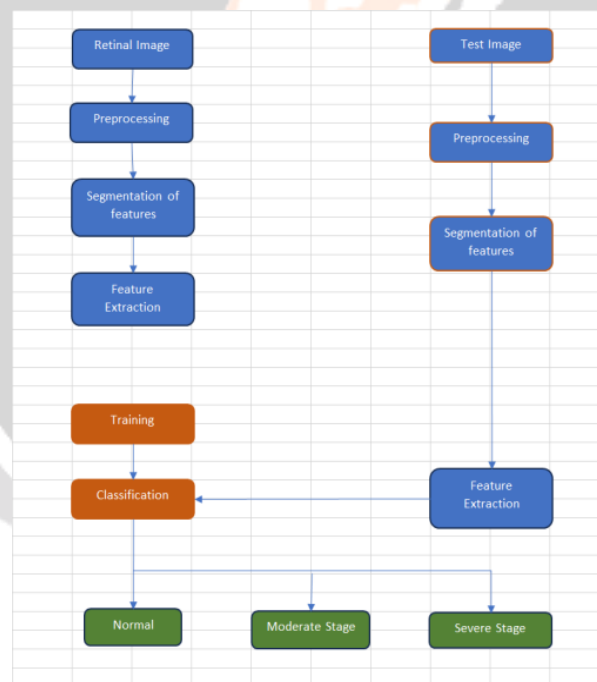 Retinal Image
Preprocessing
Segmentation of
features
Feature
Extraction
Training
Classification
Test Image
Preprocessing
Segmentation of
features
Feature
Extraction
Normal
Moderate Stage
Severe Stage